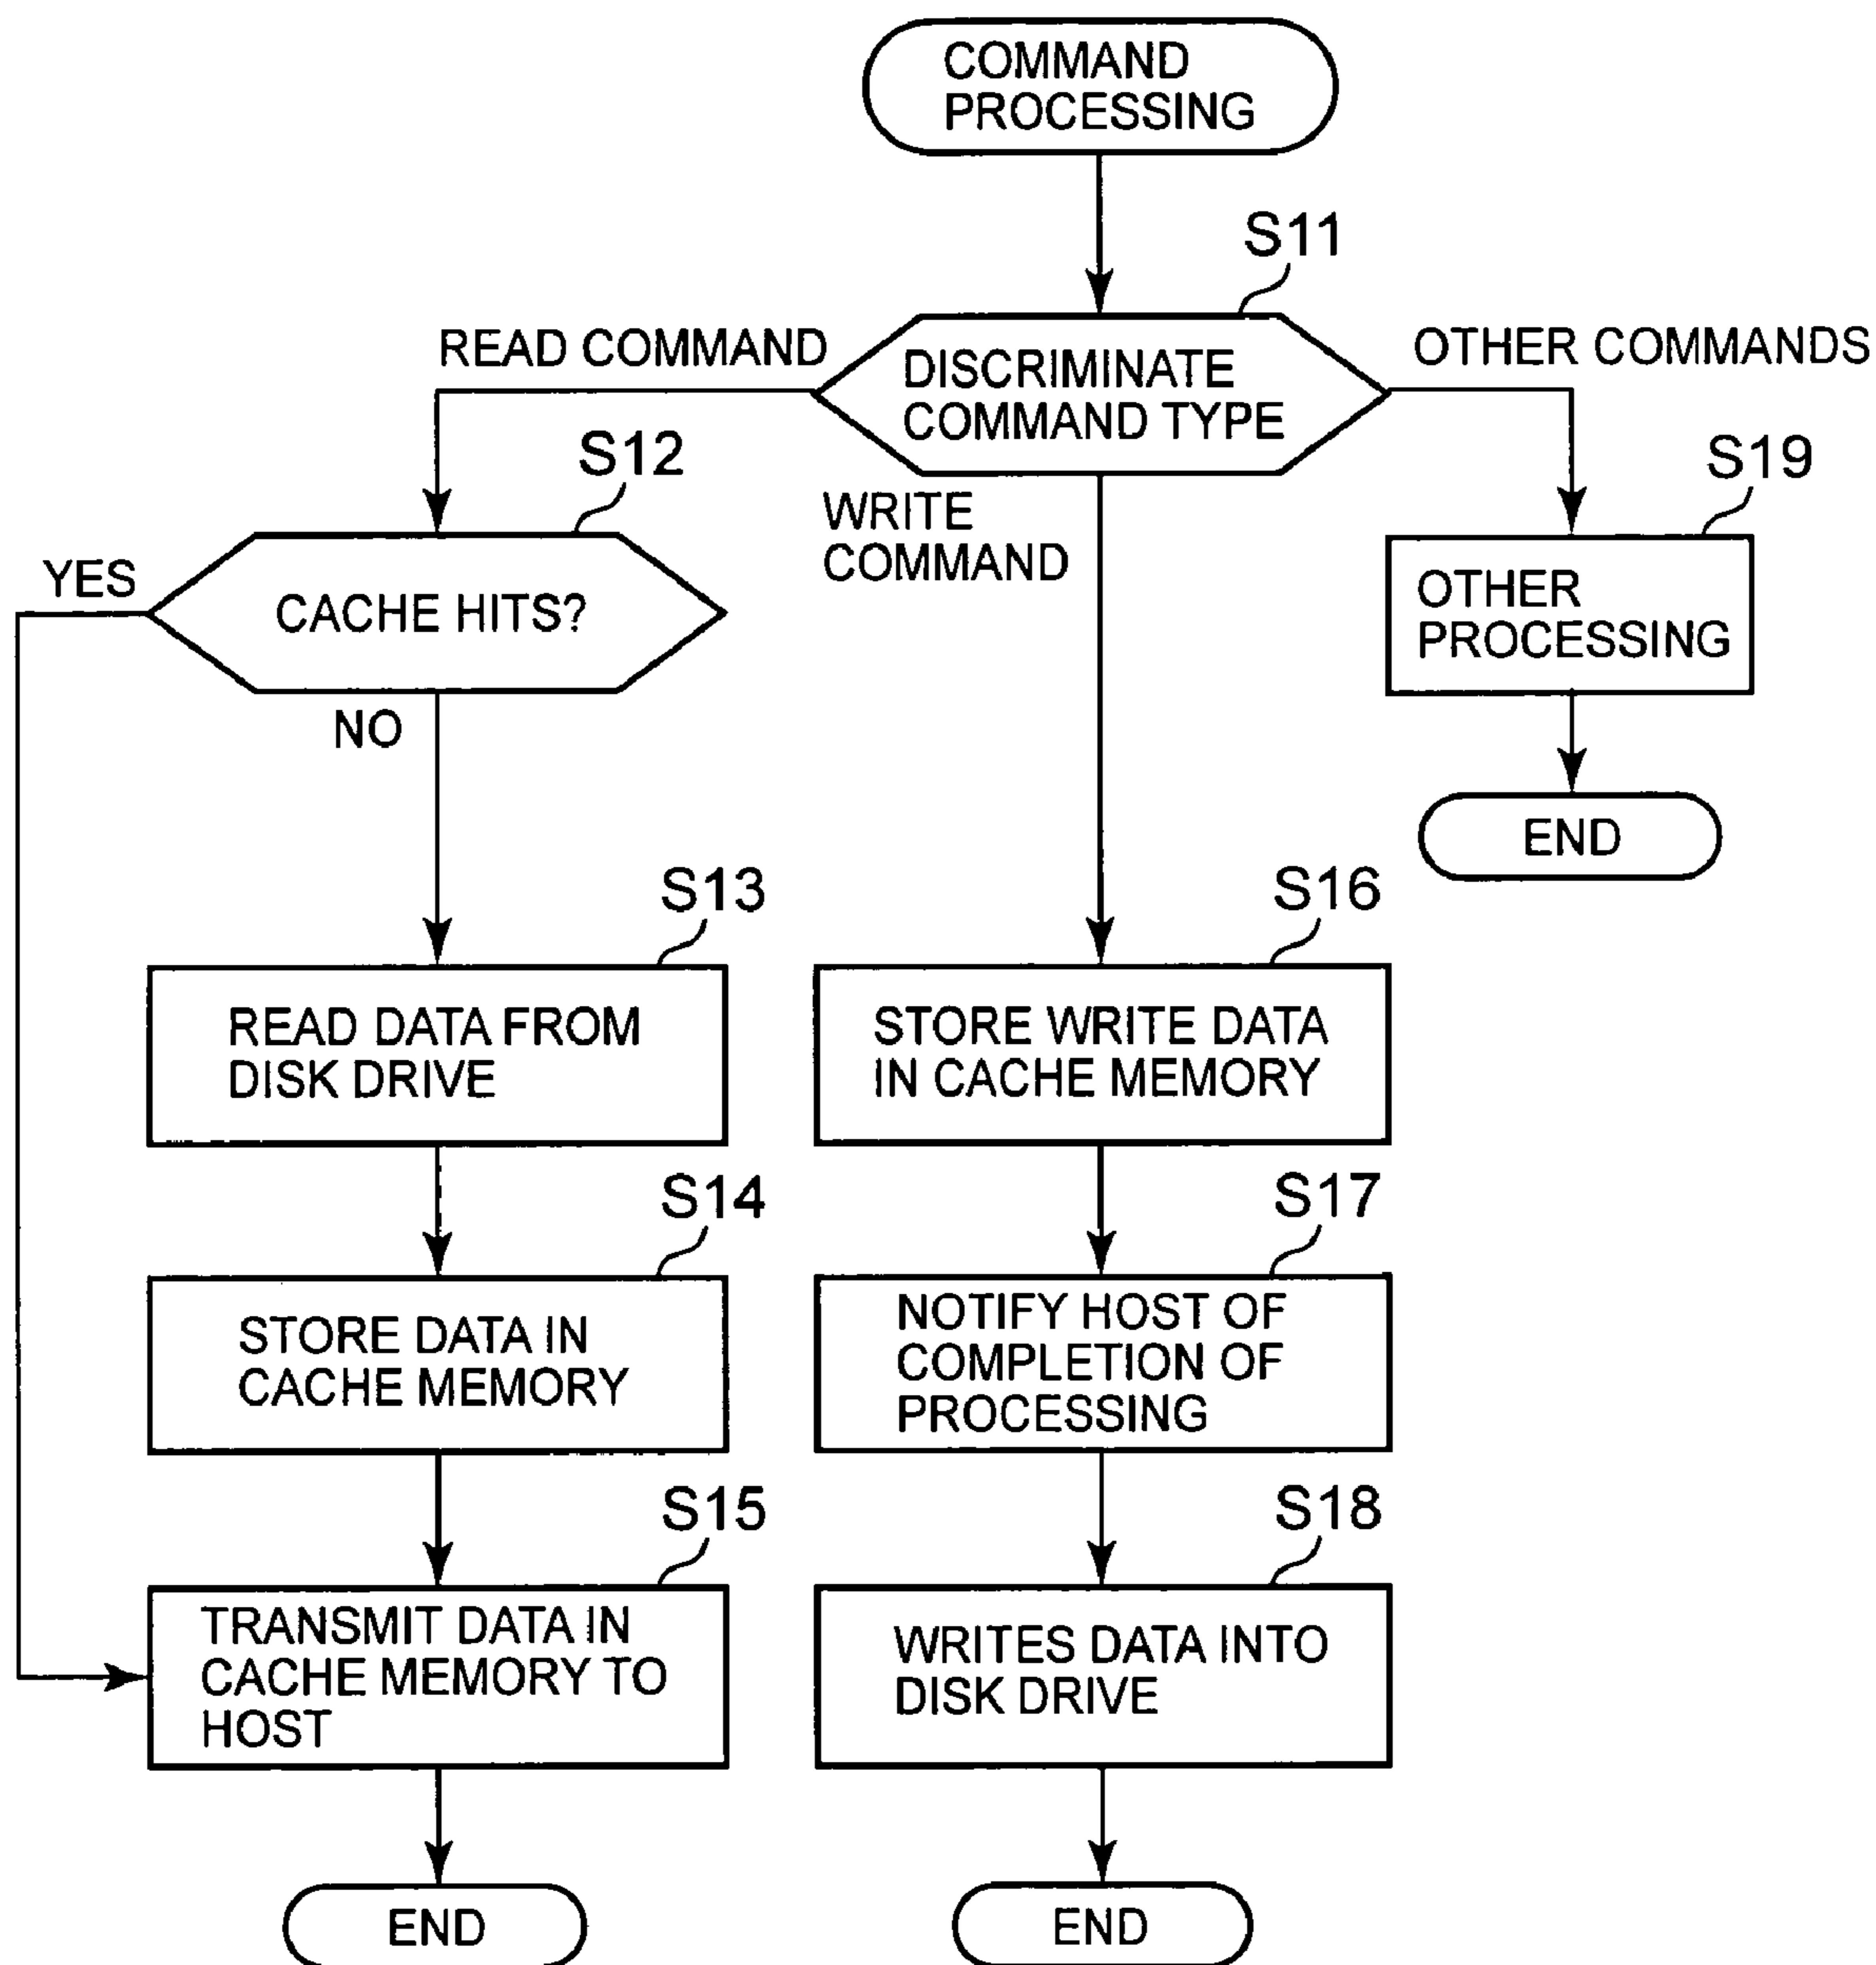 COMMAND
PROCESSING
S11
READ COMMAND
DISCRIMINATE
COMMAND TYPE
OTHER COMMANDS
S12
WRITE
COMMAND
S19
YES
CACHE HITS?
NO
OTHER
PROCESSING
END
S13
READ DATA FROM
DISK DRIVE
S16
STORE WRITE DATA
IN CACHE MEMORY
S14
STORE DATA IN
CACHE MEMORY
S17
NOTIFY HOST OF
COMPLETION OF
PROCESSING
S15
TRANSMIT DATA IN
CACHE MEMORY TO
HOST
S18
WRITES DATA INTO
DISK DRIVE
END
END